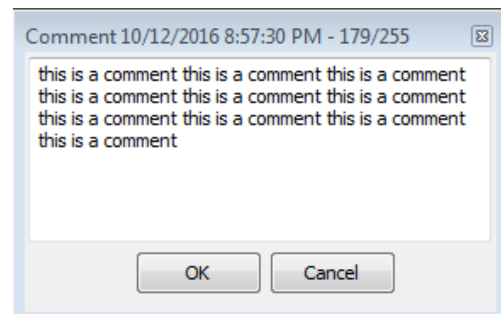 Comment 10/12/2016 8:57:30 PM - 179/255
this is a comment this is a comment this is a comment
this is a comment this is a comment this is a comment
this is a comment this is a comment this is a comment
this is a comment
OK
Cancel